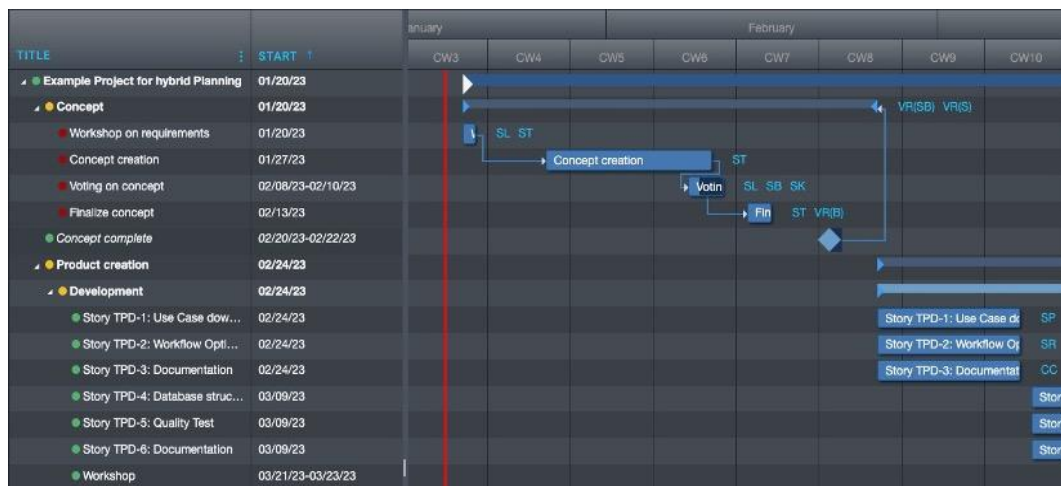 anuary February
TITLE START ↑ CW3 CW4 CW5 CW6 CW7 CW8 CW9 CW10
Example Project for hybrid Planning 01/20/23
Concept 01/20/23 VR(SB) VR(S)
Workshop on requirements 01/20/23 SL ST
Concept creation 01/27/23 Concept creation ST
Voting on concept 02/08/23-02/10/23 Votin SL SB SK
Finalize concept 02/13/23 Fin ST VR(B)
Concept complete 02/20/23-02/22/23
Product creation 02/24/23
Development 02/24/23
Story TPD-1: Use Case dow... 02/24/23 Story TPD-1: Use Case do SP
Story TPD-2: Workflow Opti... 02/24/23 Story TPD-2: Workflow Op SR
Story TPD-3: Documentation 02/24/23 Story TPD-3: Documentat CC
Story TPD-4: Database struc... 03/09/23 Stor
Story TPD-5: Quality Test 03/09/23 Stor
Story TPD-6: Documentation 03/09/23 Stor
Workshop 03/21/23-03/23/23